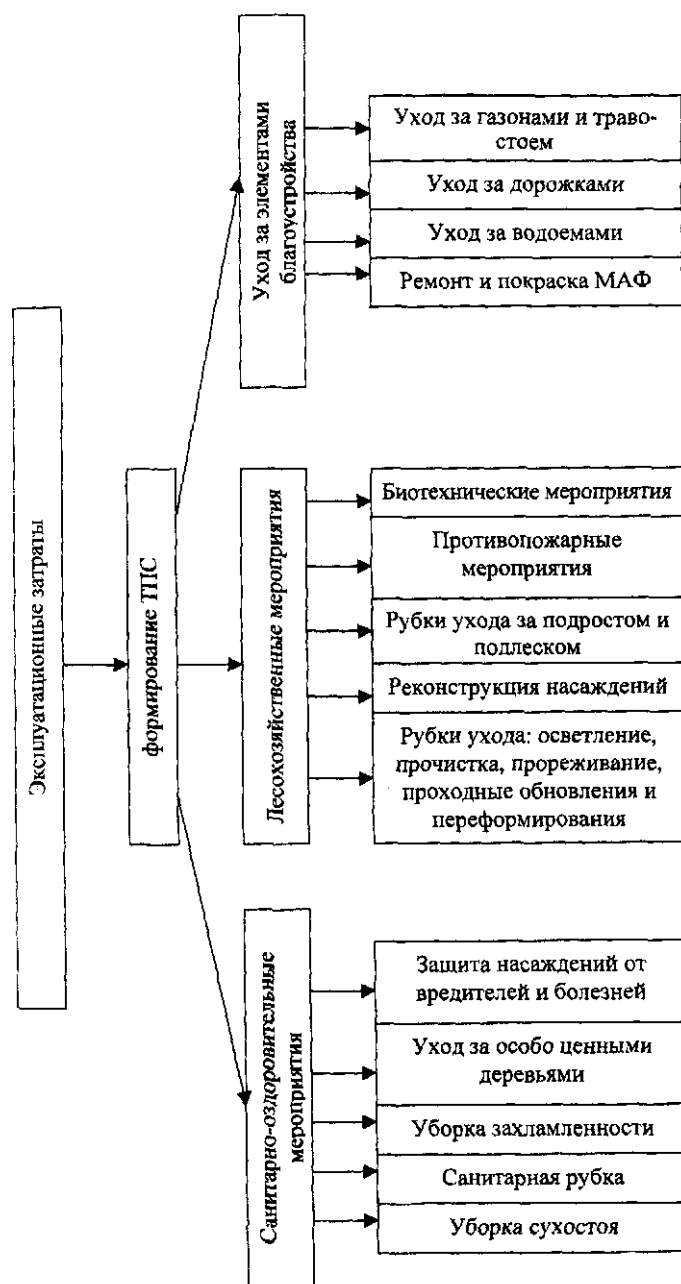 Эксплуатационные затраты
формирование ТПС
Уход за элементами
благоустройства
Уход за газонами и траво-
стоем
Уход за дорожками
Уход за водоемами
Ремонт и покраска МАФ
Лесохозяйственные мероприятия
Биотехнические мероприятия
Противопожарные
мероприятия
Рубки ухода за подростом и
подлеском
Реконструкция насаждений
Рубки ухода: осветление,
прочистка, прореживание,
проходные обновления и
переформирования
Санитарно-оздоровительные
мероприятия
Защита насаждений от
вредителей и болезней
Уход за особо ценными
деревьями
Уборка захламленности
Санитарная рубка
Уборка сухостоя